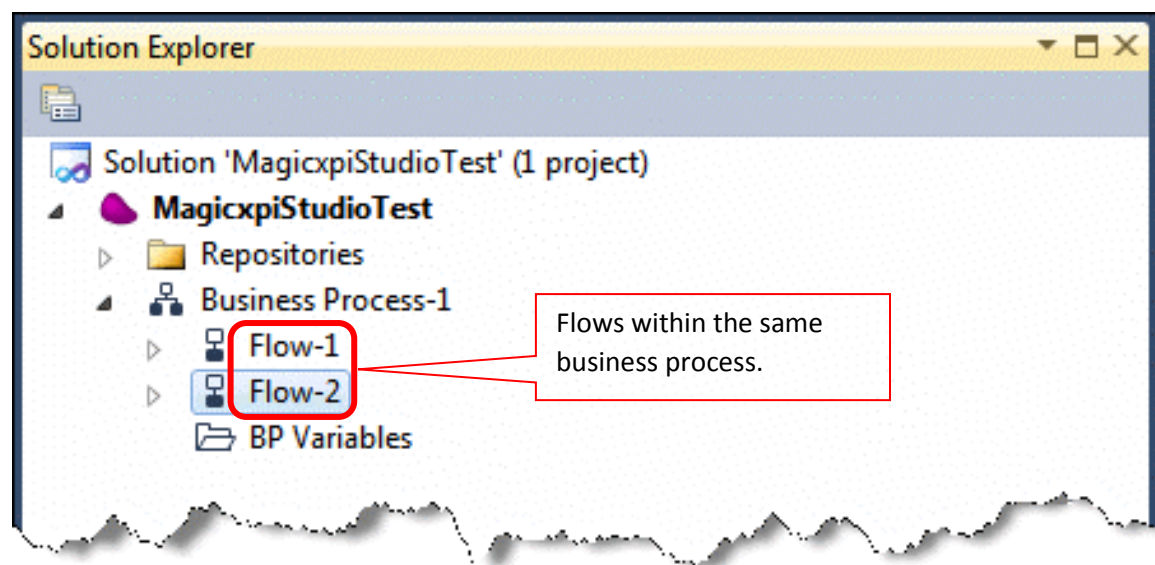 Solution Explorer
Solution 'MagicxpiStudioTest' (1 project)
MagicxpiStudioTest
Repositories
Business Process-1
Flow-1
Flow-2
BP Variables
Flows within the same
business process.